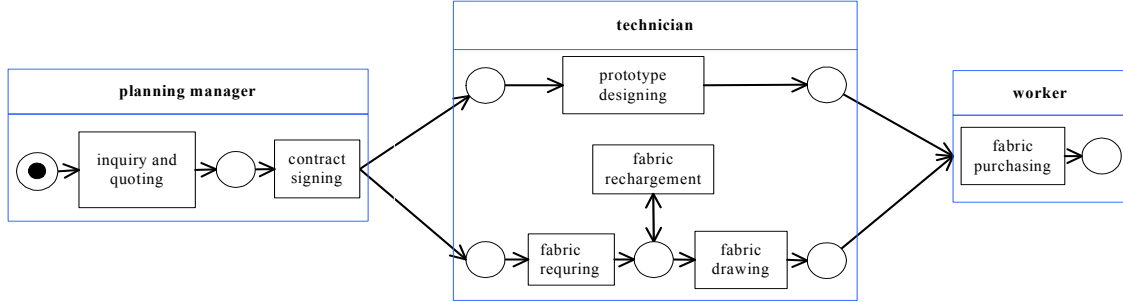 planning manager
inquiry and
quoting
contract
signing
technician
prototype
designing
fabric
rechargement
fabric
requring
fabric
drawing
worker
fabric
purchasing